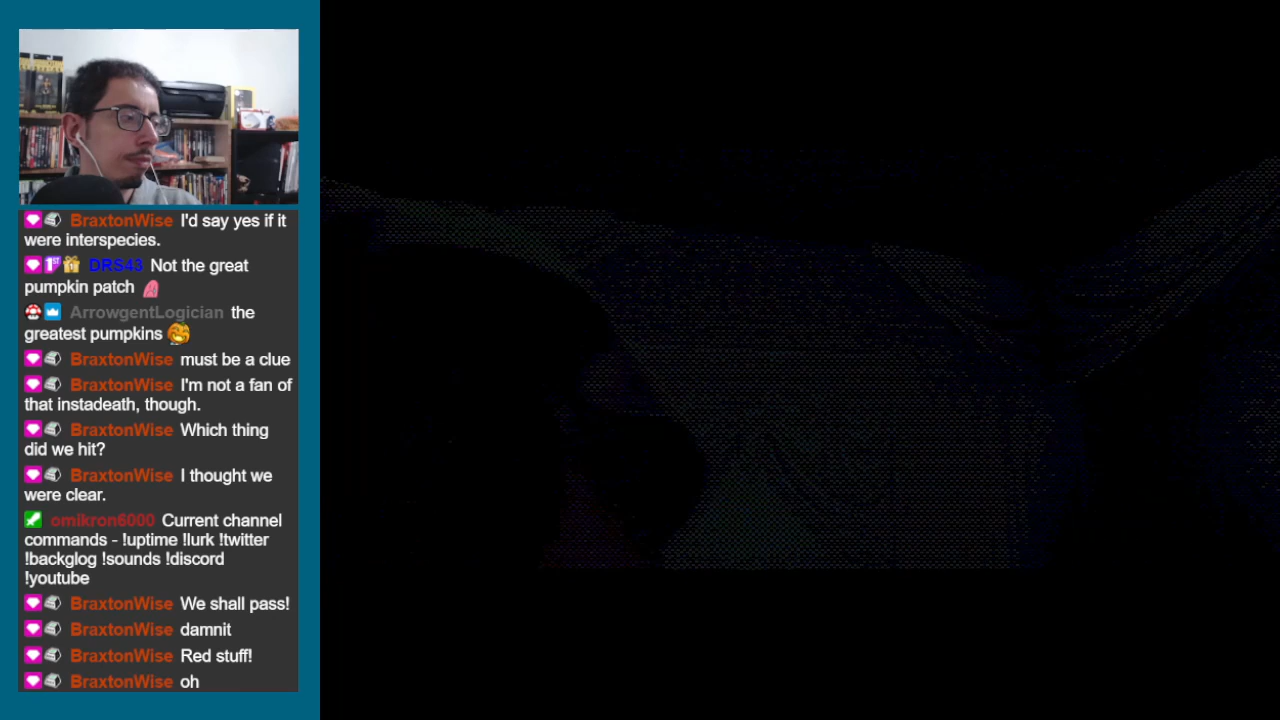 BraxtonWise I'd say yes if it
were interspecies.
DRS43 Not the great
pumpkin patch
ArrowgentLogician the
greatest pumpkins
BraxtonWise must be a clue
BraxtonWise I'm not a fan of
that instadeath, though.
BraxtonWise Which thing
did we hit?
BraxtonWise I thought we
were clear.
omikron6000 Current channel
commands - !uptime !lurk !twitter
!backglog !sounds !discord
!youtube
BraxtonWise We shall pass!
BraxtonWise damnit
BraxtonWise Red stuff!
BraxtonWise oh